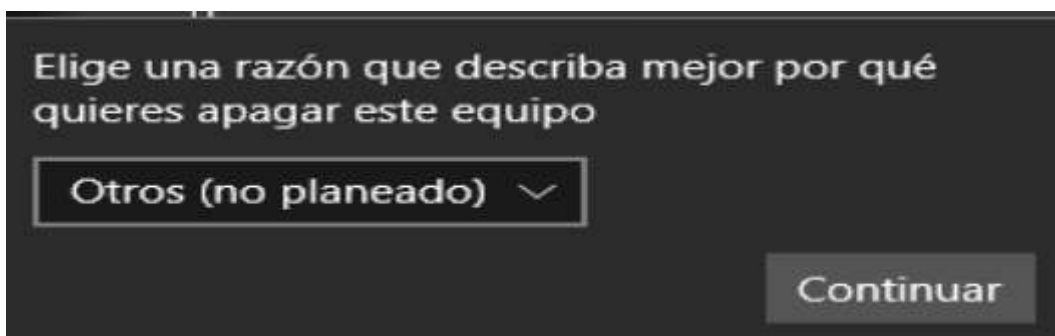 Elige una razón que describa mejor por qué
quieres apagar este equipo
Otros (no planeado)
Continuar